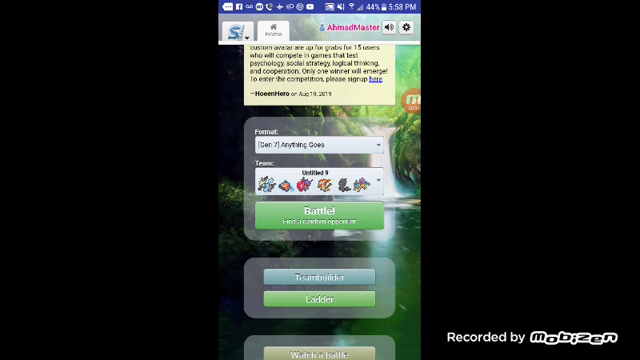 44% 5:58 PM
Home
AhmadMaster
custom avatar are up for grabs for 15 users
who will compete in games that test
psychology, social strategy, logical thinking,
and cooperation. Only one winner will emerge!
To enter the competition, please signup here.
—HoeenHero on Aug 19, 2019
Format:
[Gen 7] Anything Goes
Team:
Untitled 9
Battle!
Find a random opponent
Teambuilder
Ladder
Watch a battle
Recorded by Mobizen